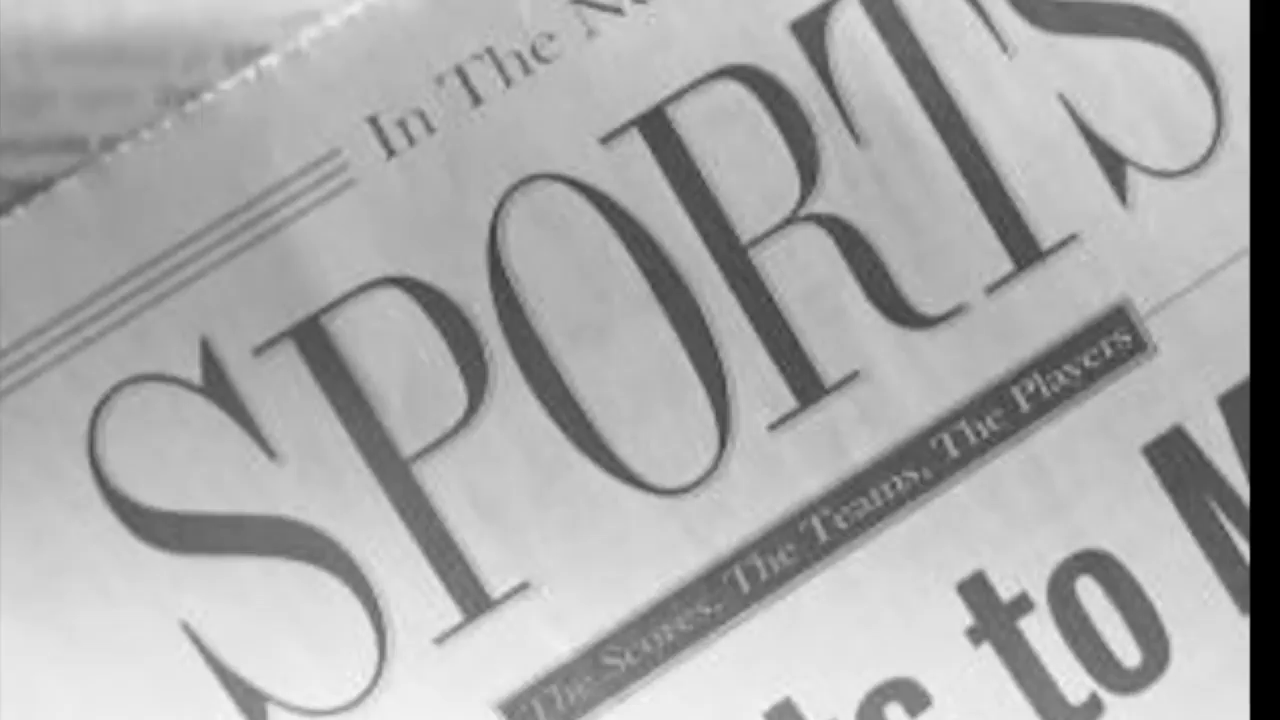 In The
SPORTS
The Scores, The Teams, The Players
to